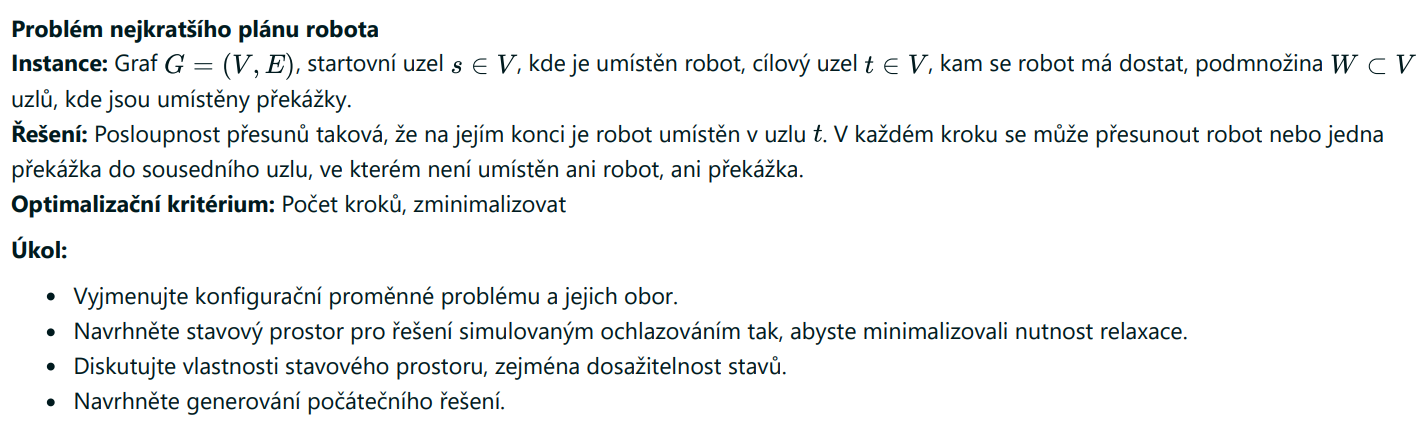 Problém nejkratšího plánu robota
Instance: Graf G = (V, E), startovní uzel s ∈ V, kde je umístěn robot, cílový uzel t ∈ V, kam se robot má dostat, podmnožina W ⊂ V
uzlů, kde jsou umístěny překážky.
Řešení: Posloupnost přesunů taková, že na jejím konci je robot umístěn v uzlu t. V každém kroku se může přesunout robot nebo jedna
překážka do sousedního uzlu, ve kterém není umístěn ani robot, ani překážka.
Optimalizační kritérium: Počet kroků, zminimalizovat
Úkol:
• Vyjmenujte konfigurační proměnné problému a jejich obor.
• Navrhněte stavový prostor pro řešení simulovaným ochlazováním tak, abyste minimalizovali nutnost relaxace.
• Diskutujte vlastnosti stavového prostoru, zejména dosažitelnost stavů.
• Navrhněte generování počátečního řešení.